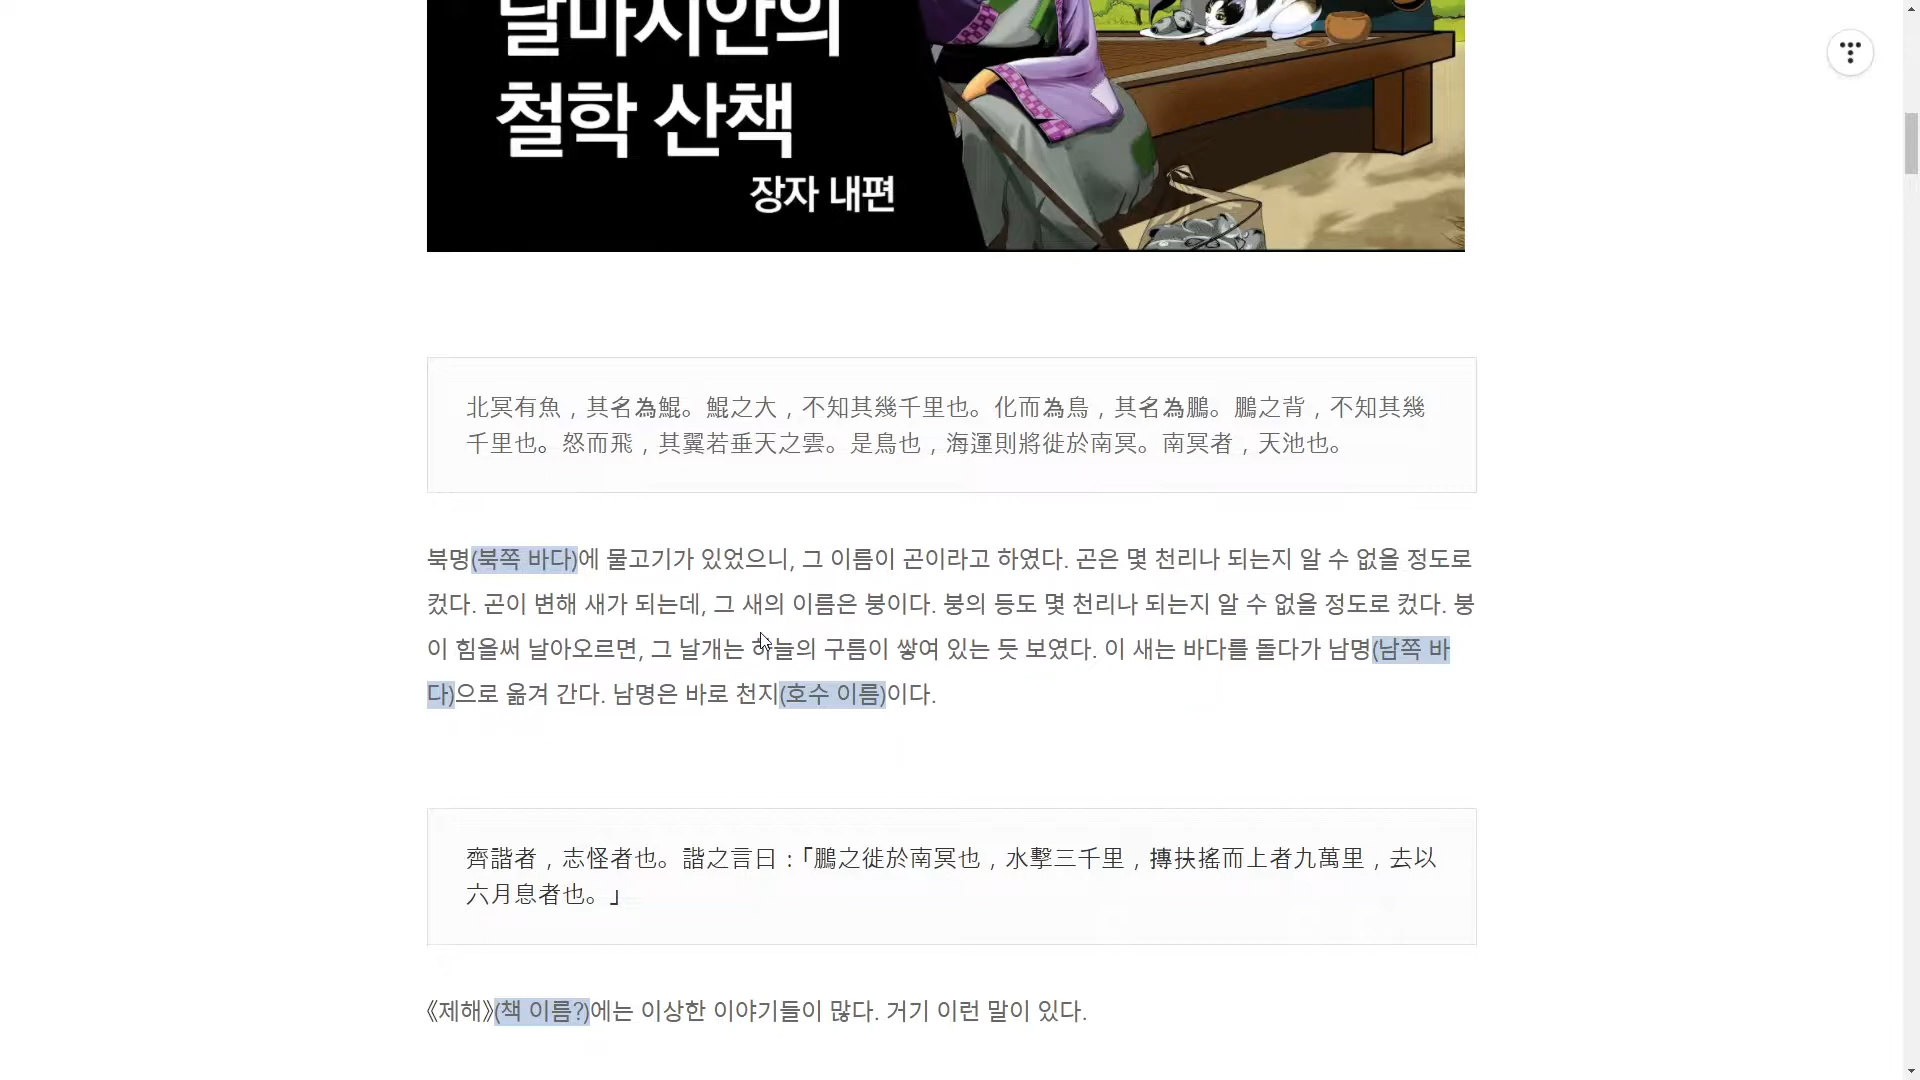 달마시안의
철학 산책
장자 내편
北冥有魚，其名為鯤。鯤之大，不知其幾千里也。化而為鳥，其名為鵬。鵬之背，不知其幾
千里也。怒而飛，其翼若垂天之雲。是鳥也，海運則將徙於南冥。南冥者，天池也。
북명(북쪽 바다)에 물고기가 있었으니, 그 이름이 곤이라고 하였다. 곤은 몇 천리나 되는지 알 수 없을 정도로
컸다. 곤이 변해 새가 되는데, 그 새의 이름은 붕이다. 붕의 등도 몇 천리나 되는지 알 수 없을 정도로 컸다. 붕
이 힘을써 날아오르면, 그 날개는 하늘의 구름이 쌓여 있는 듯 보였다. 이 새는 바다를 돌다가 남명(남쪽 바
다)으로 옮겨 간다. 남명은 바로 천지(호수 이름)이다.
齊諧者，志怪者也。諧之言曰：「鵬之徙於南冥也，水擊三千里，摶扶搖而上者九萬里，去以
六月息者也。」
《제해》(책 이름?)에는 이상한 이야기들이 많다. 거기 이런 말이 있다.